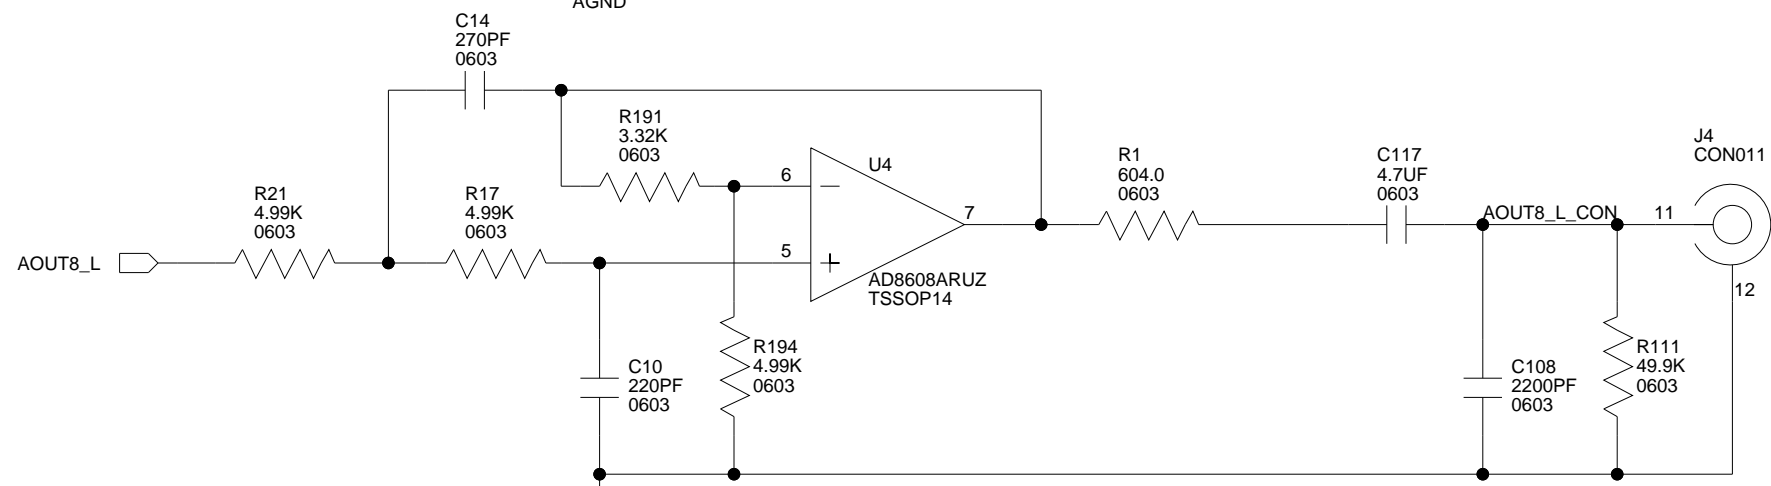 AGND
C14
270PF
0603
R191
3.32K
0603
R21
4.99K
0603
R17
4.99K
0603
AOUT8_L
6
5
7
U4
AD8608ARUZ
TSSOP14
R1
604.0
0603
C117
4.7UF
0603
AOUT8_L_CON
11
J4
CON011
12
C10
220PF
0603
R194
4.99K
0603
C108
2200PF
0603
R111
49.9K
0603